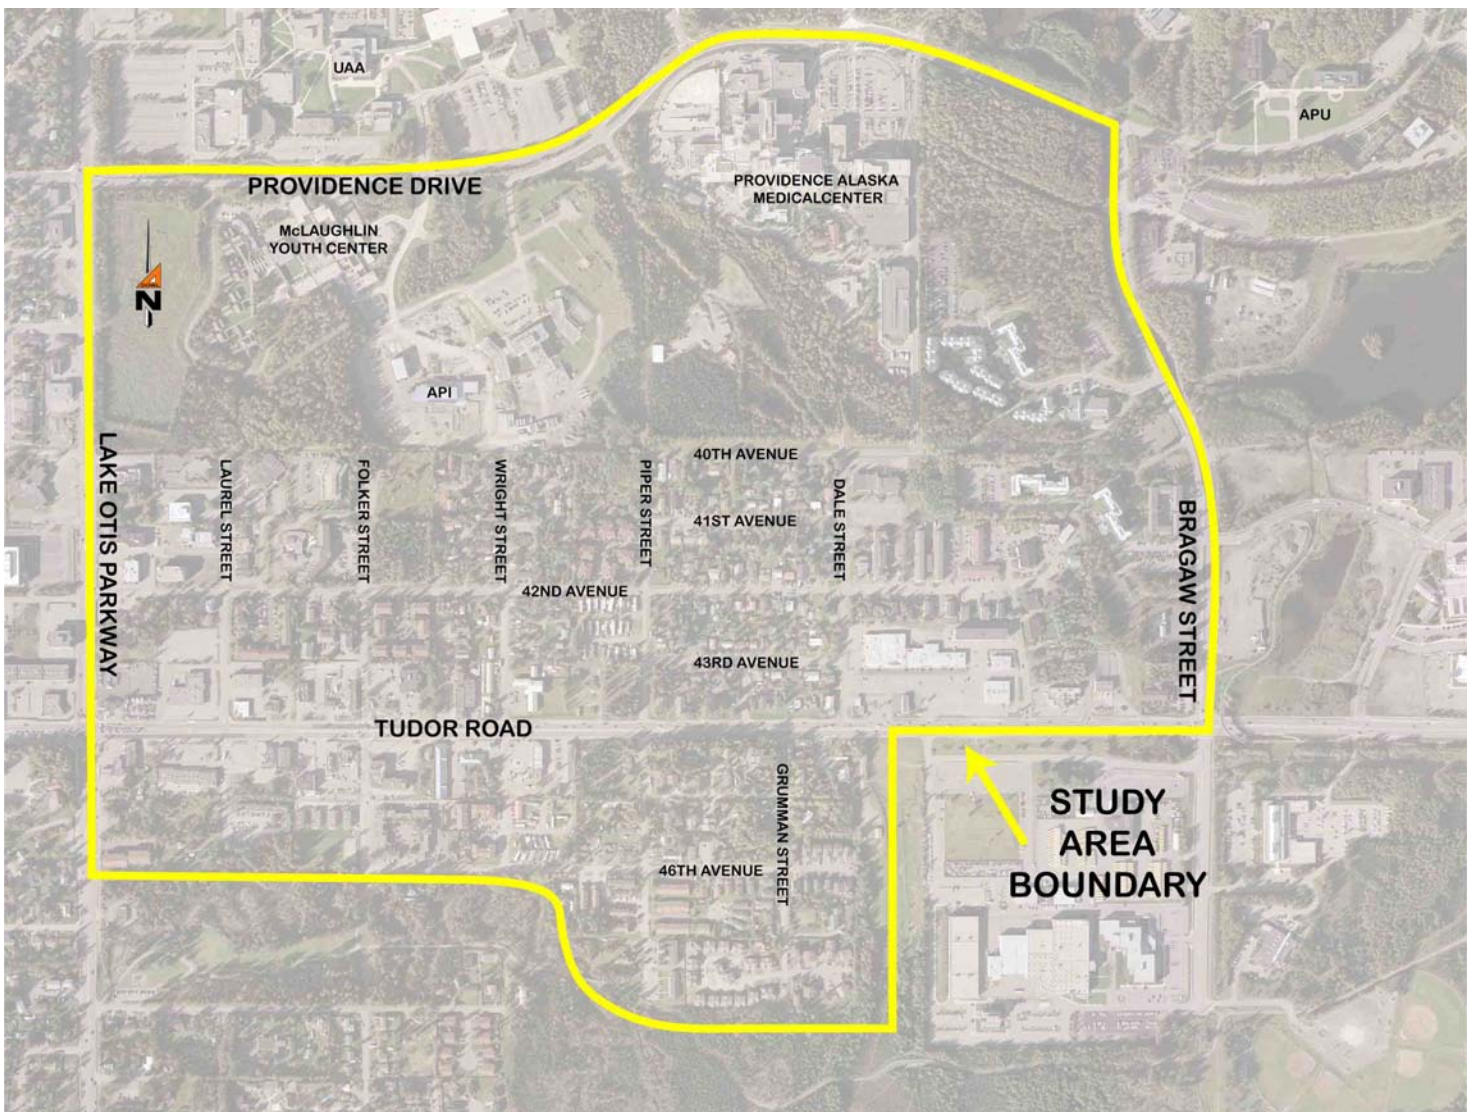 UAA
APU
PROVIDENCE DRIVE
PROVIDENCE ALASKA
MEDICALCENTER
McLAUGHLIN
YOUTH CENTER
N
API
LAKE OTIS PARKWAY
LAUREL STREET
FOLKER STREET
WRIGHT STREET
PIPER STREET
40TH AVENUE
41ST AVENUE
DALE STREET
BRAGAW STREET
42ND AVENUE
43RD AVENUE
TUDOR ROAD
GRUMMAN STREET
46TH AVENUE
STUDY
AREA
BOUNDARY